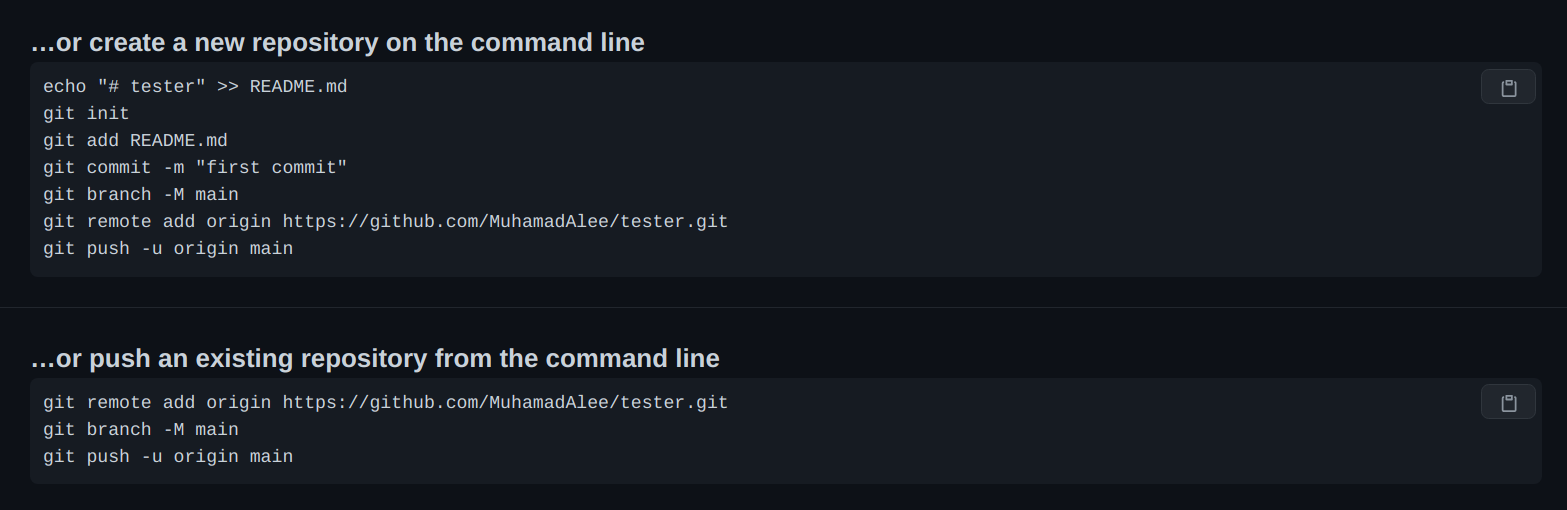 ...or create a new repository on the command line
echo "# tester" >> README.md
git init
git add README.md
git commit -m "first commit"
git branch -M main
git remote add origin https://github.com/MuhamadAlee/tester.git
git push -u origin main
...or push an existing repository from the command line
git remote add origin https://github.com/MuhamadAlee/tester.git
git branch -M main
git push -u origin main